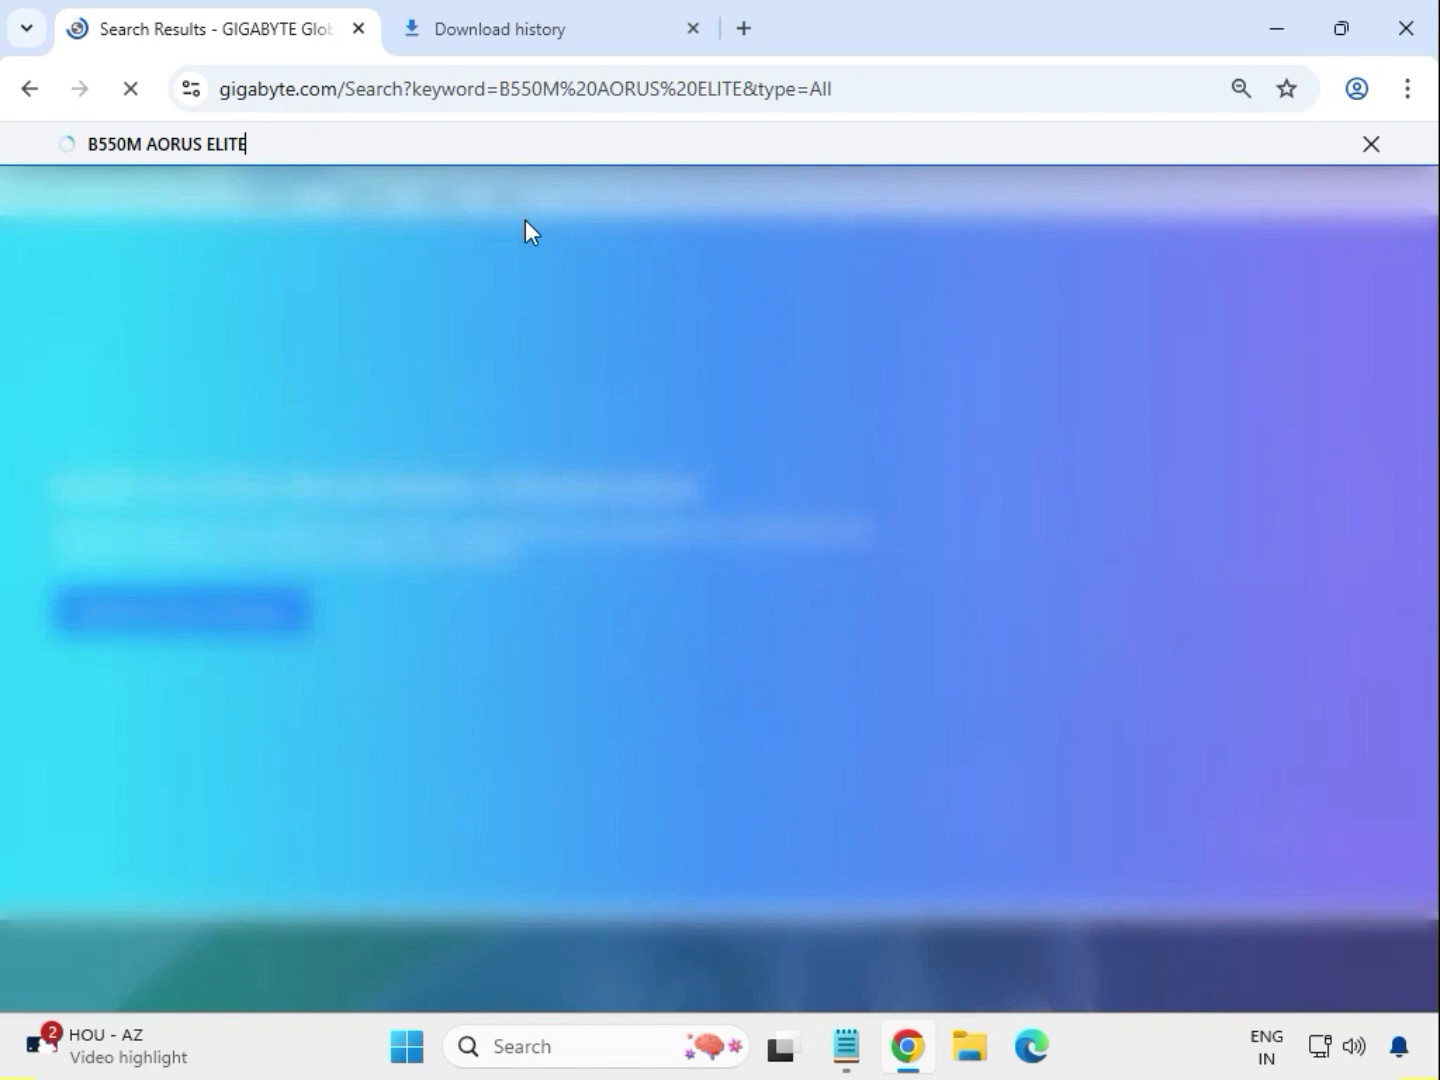 Search Results - GIGABYTE Glob
Download history
gigabyte.com/Search?keyword=B550M%20AORUS%20ELITE&type=All
B550M AORUS ELITE
2
HOU - AZ
Video highlight
Search
ENG
IN